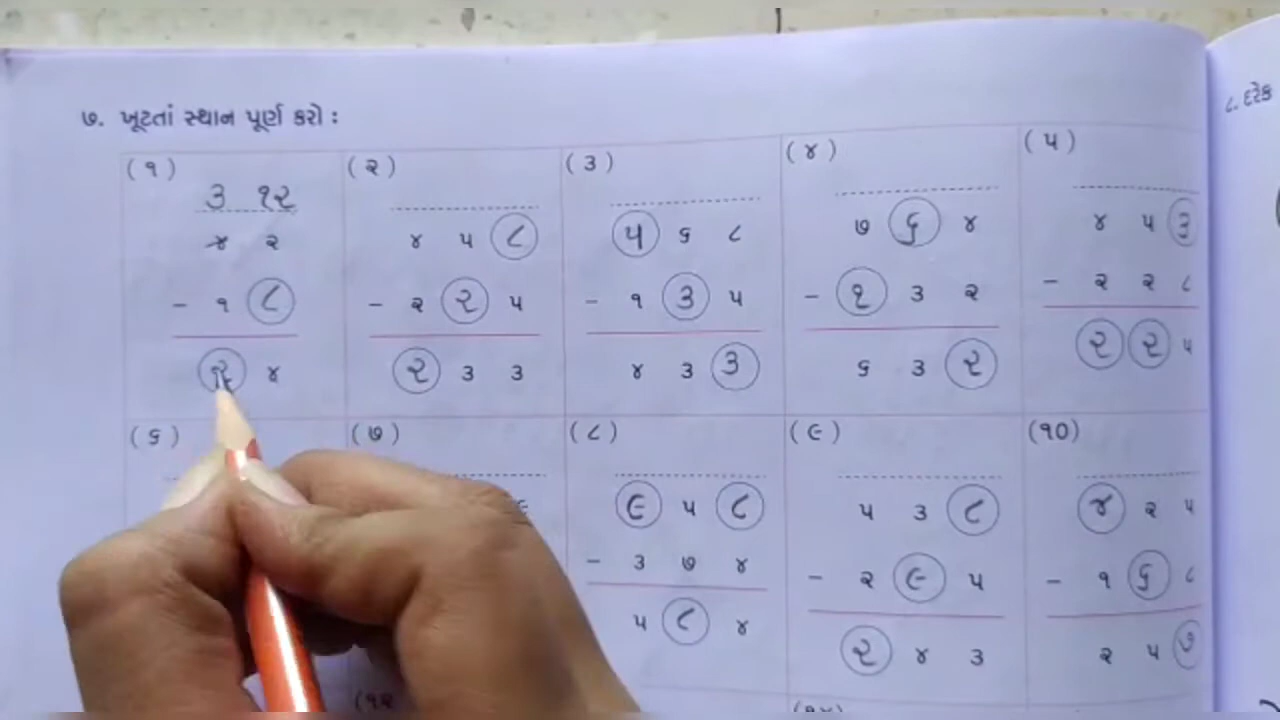 ૭. ખૂટતાં સ્થાન પૂર્ણ કરો :
૮. દરેક
(૧) (૨) (૩) (૪) (૫)
૩ ૧૨
૪ ૨ ૪ ૫ ૮ ૫ ૬ ૮ ૭ ૬ ૪ ૪ ૫ ૩
- ૧ ૮ - ૨ ૨ ૫ - ૧ ૩ ૫ - ૧ ૩ ૨ - ૨ ૨ ૮
૨ ૪ ૨ ૩ ૩ ૪ ૩ ૩ ૬ ૩ ૨ ૨ ૨ ૫
(૬) (૭) (૮) (૯) (૧૦)
૯ ૫ ૮ ૫ ૩ ૮ ૪ ૨ ૫
- ૩ ૭ ૪ - ૨ ૯ ૫ - ૧ ૬ ૮
૫ ૮ ૪ ૨ ૪ ૩ ૨ ૫ ૭